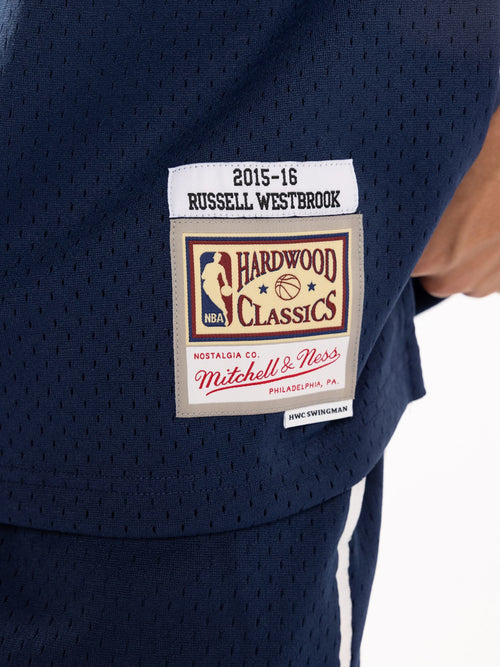 2015-16
RUSSELL WESTBROOK
HARDWOOD
CLASSICS
NBA
NOSTALGIA CO.
Mitchell & Ness
PHILADELPHIA, PA.
HWC SWINGMAN